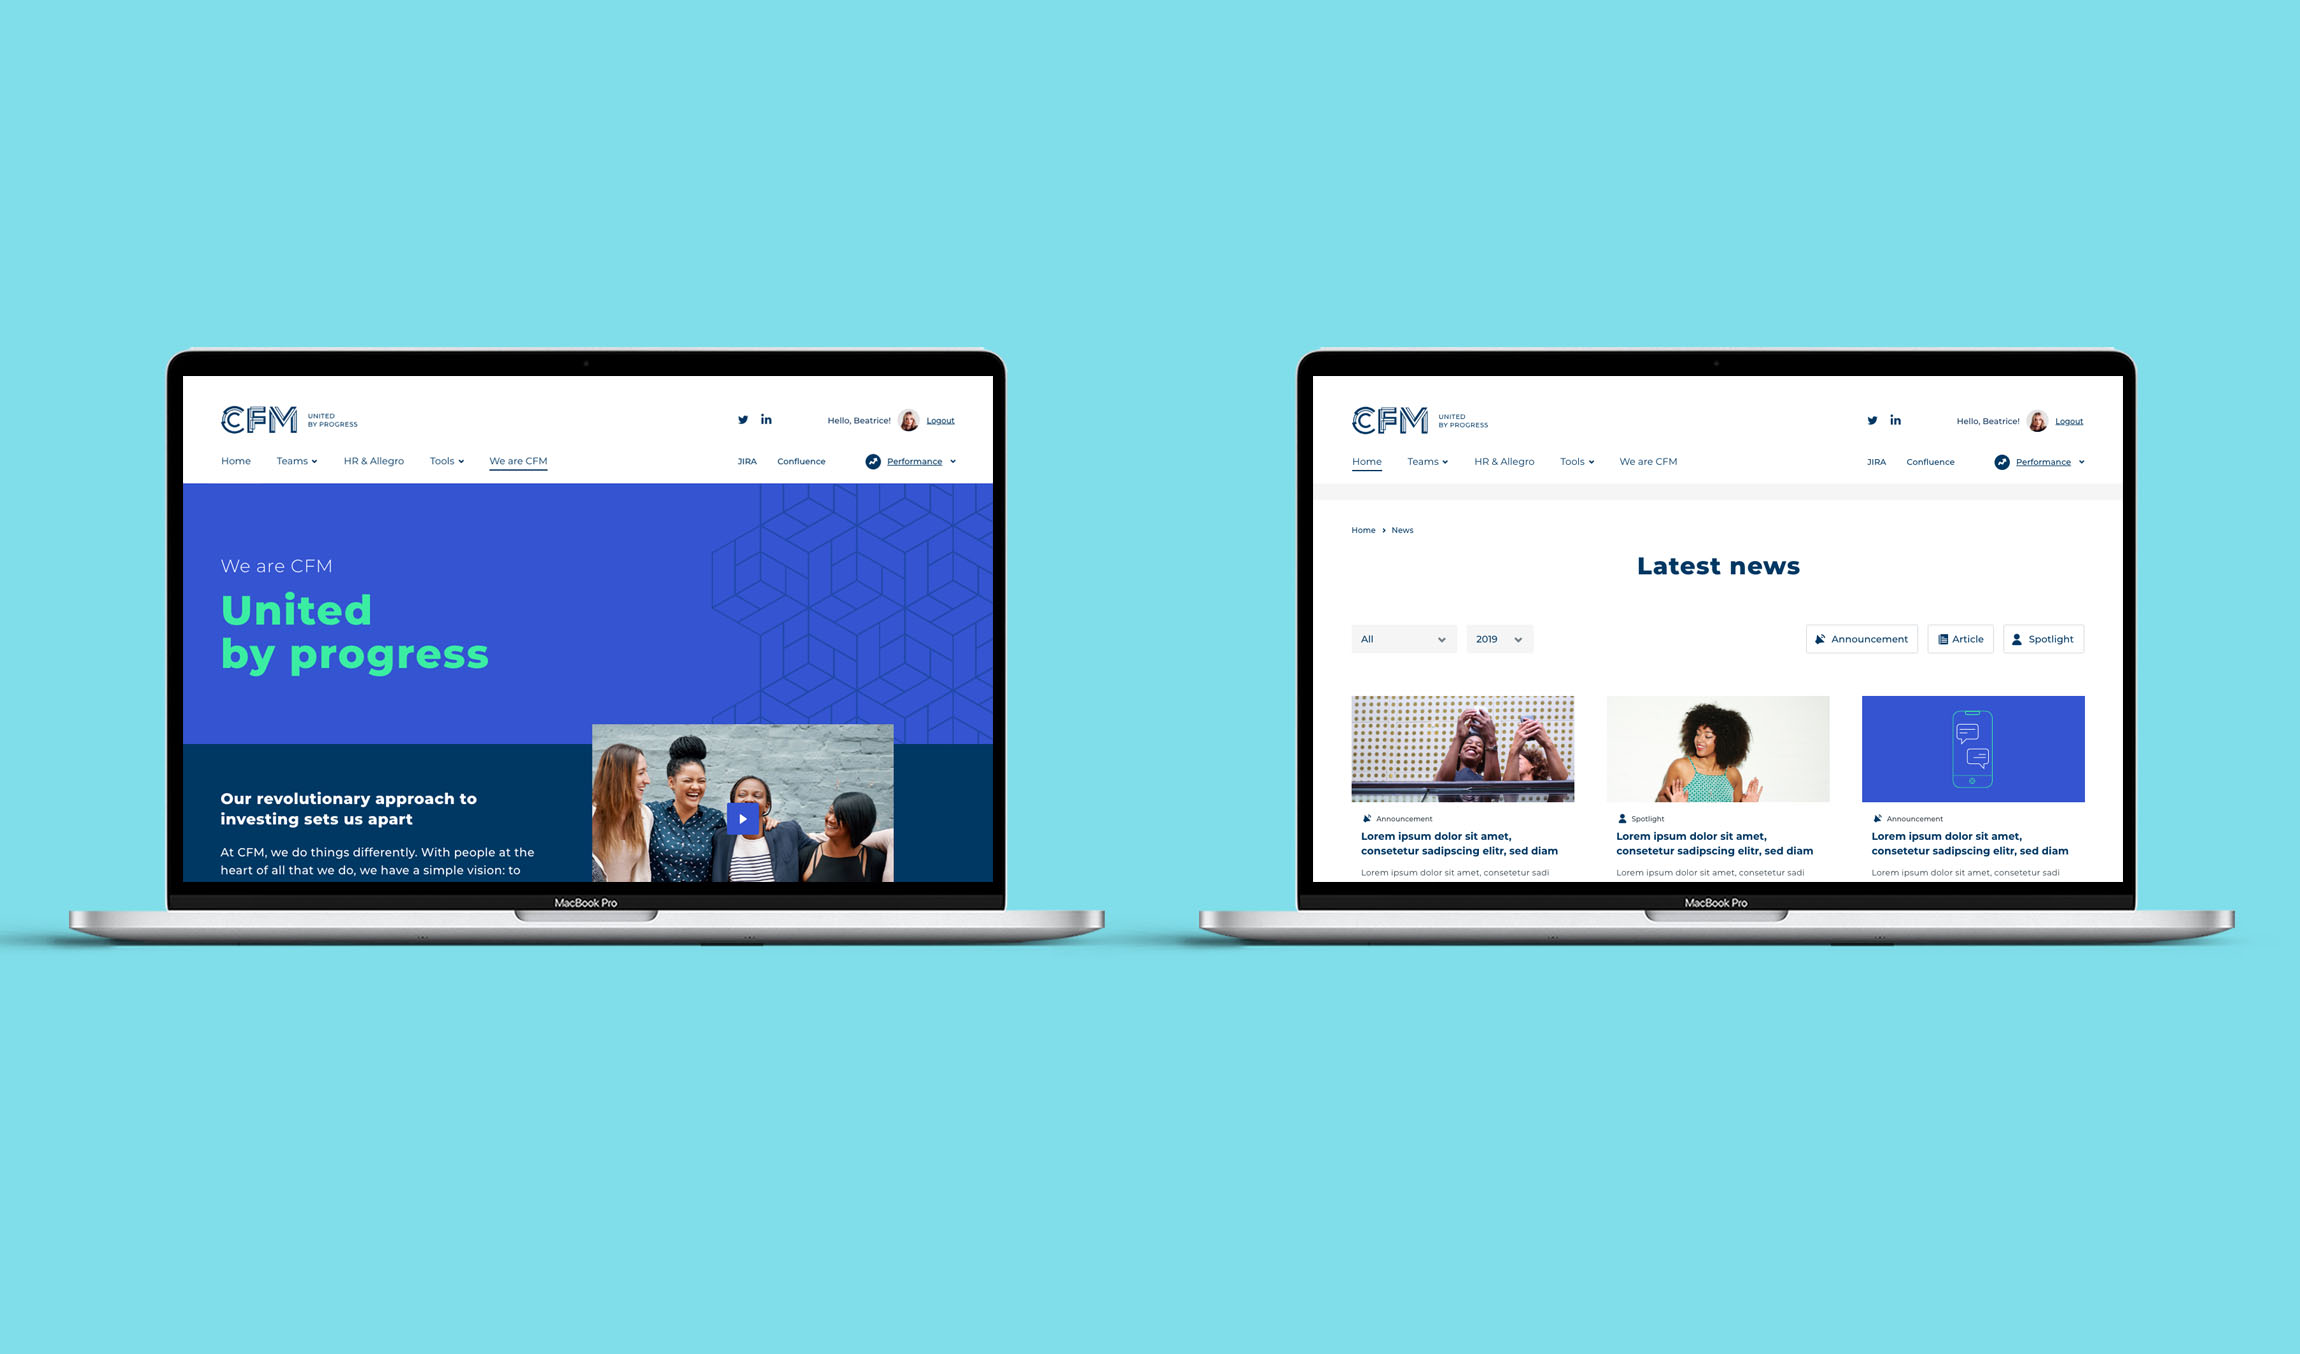 CFM UNITED
BY PROGRESS
Hello, Beatrice! Logout
Home Teams HR & Allegro Tools We are CFM JIRA Confluence Performance
We are CFM
United
by progress
Our revolutionary approach to
investing sets us apart
At CFM, we do things differently. With people at the
heart of all that we do, we have a simple vision: to
MacBook Pro
CFM UNITED
BY PROGRESS
Hello, Beatrice! Logout
Home Teams HR & Allegro Tools We are CFM JIRA Confluence Performance
Home > News
Latest news
All 2019 Announcement Article Spotlight
Announcement
Lorem ipsum dolor sit amet,
consetetur sadipscing elitr, sed diam
Lorem ipsum dolor sit amet, consetetur sadi
Spotlight
Lorem ipsum dolor sit amet,
consetetur sadipscing elitr, sed diam
Lorem ipsum dolor sit amet, consetetur sadi
Announcement
Lorem ipsum dolor sit amet,
consetetur sadipscing elitr, sed diam
Lorem ipsum dolor sit amet, consetetur sadi
MacBook Pro